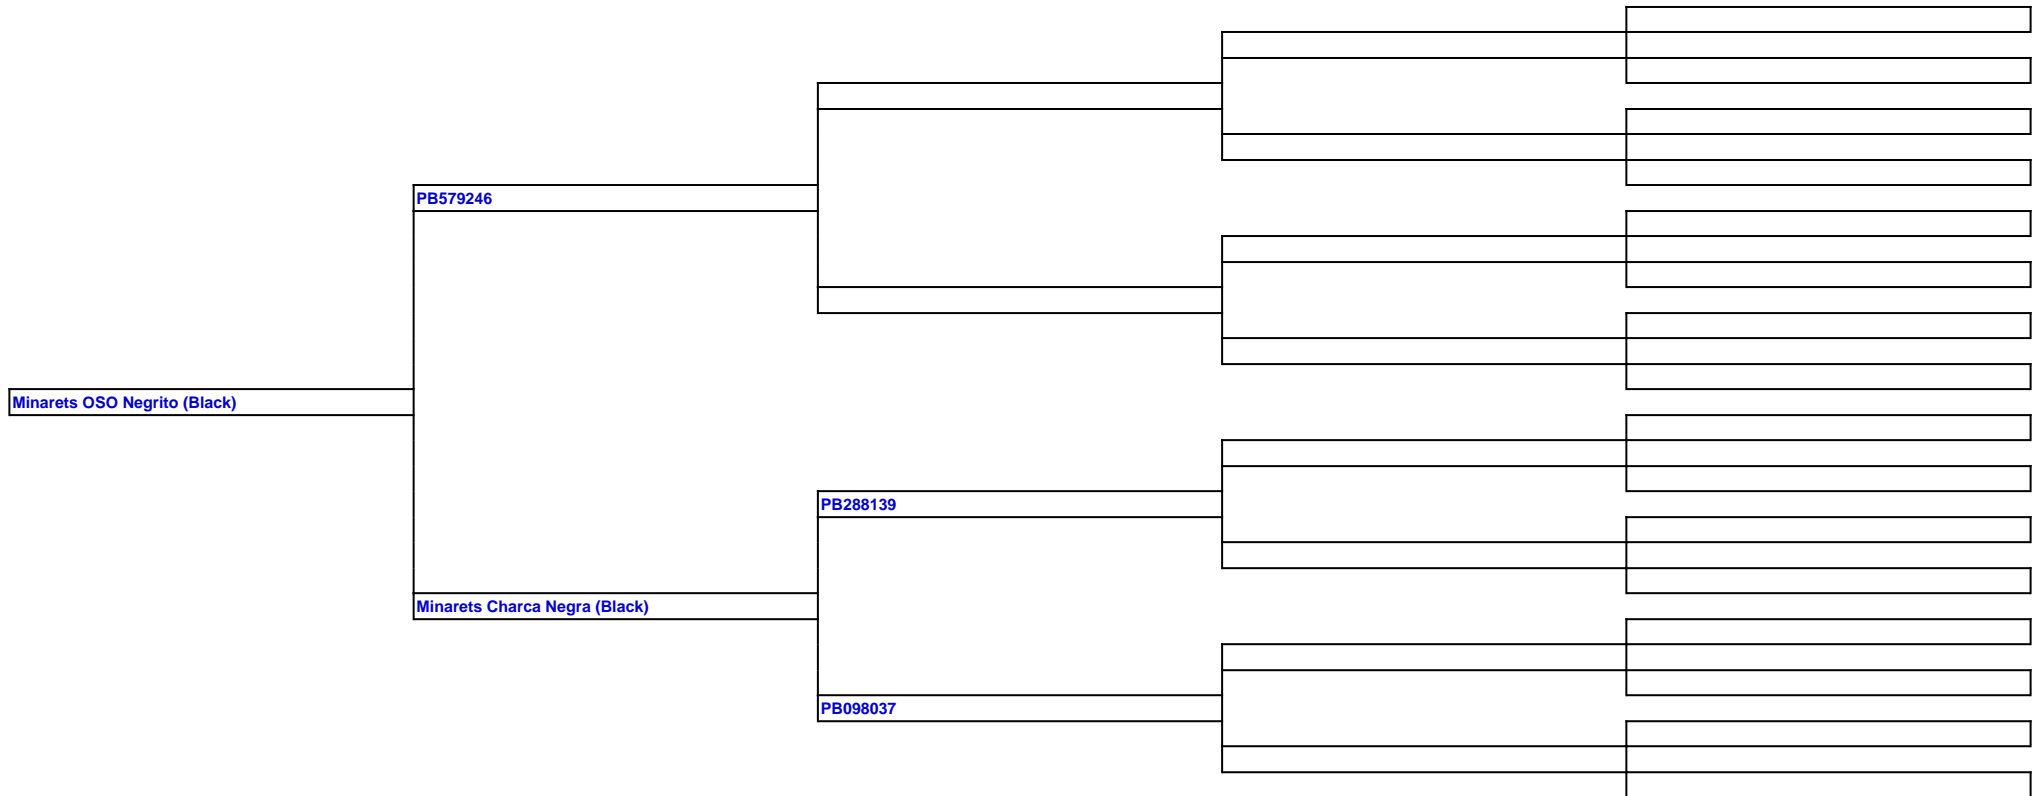 PB579246
Minarets OSO Negrito (Black)
PB288139
Minarets Charca Negra (Black)
PB098037